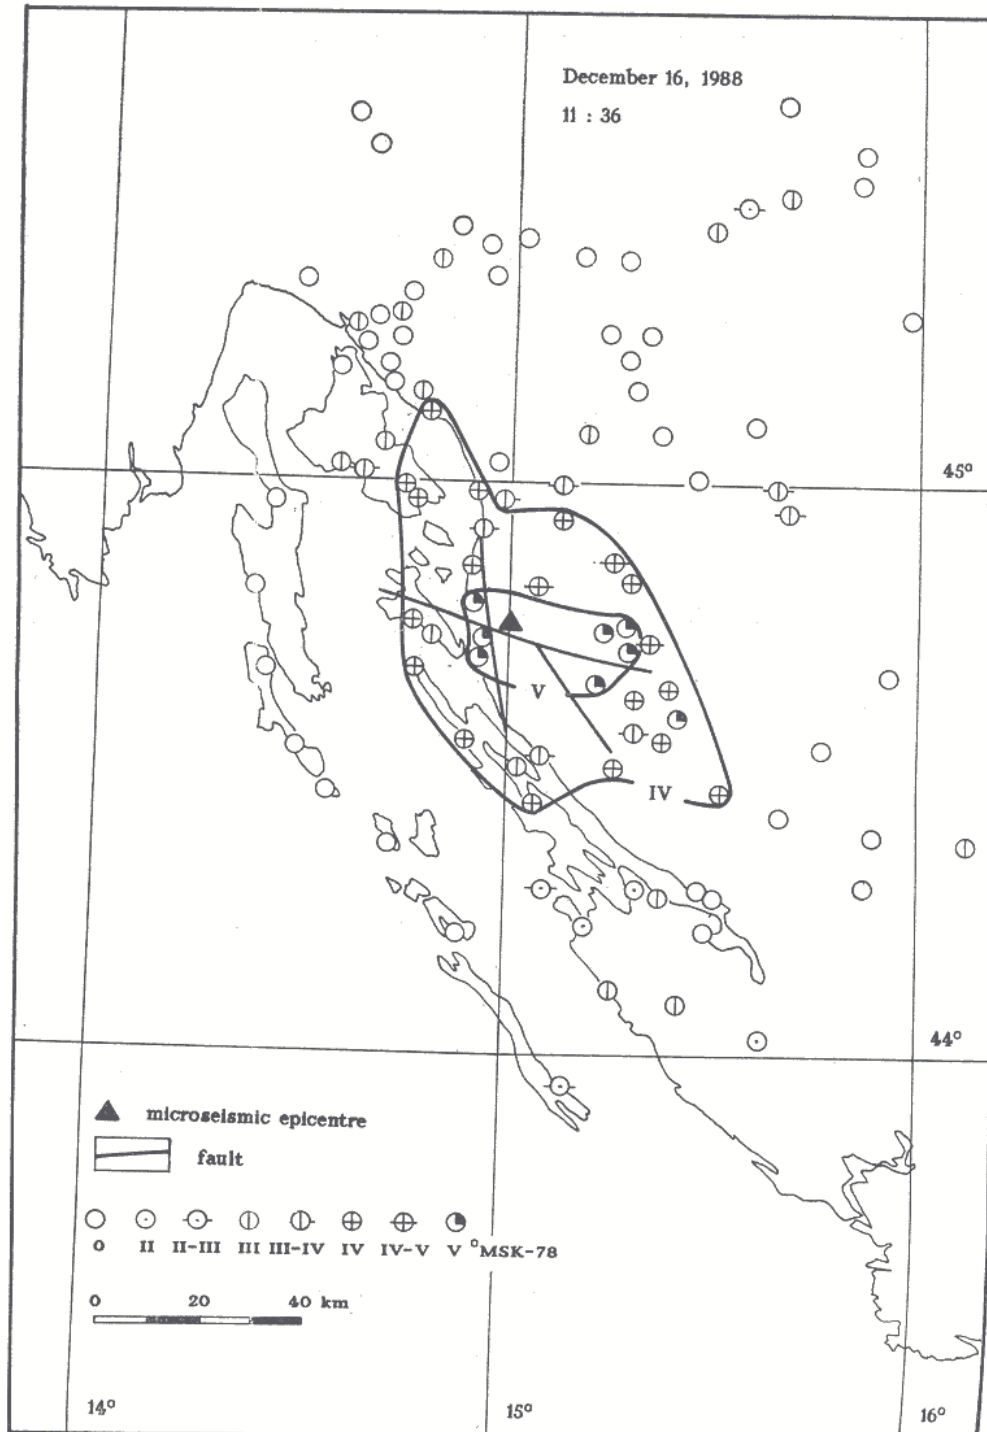 December 16, 1988
11 : 36
45°
V
IV
44°
microseismic epicentre
fault
0 II II-III III III-IV IV IV-V V °MSK-78
0 20 40 km
14° 15° 16°